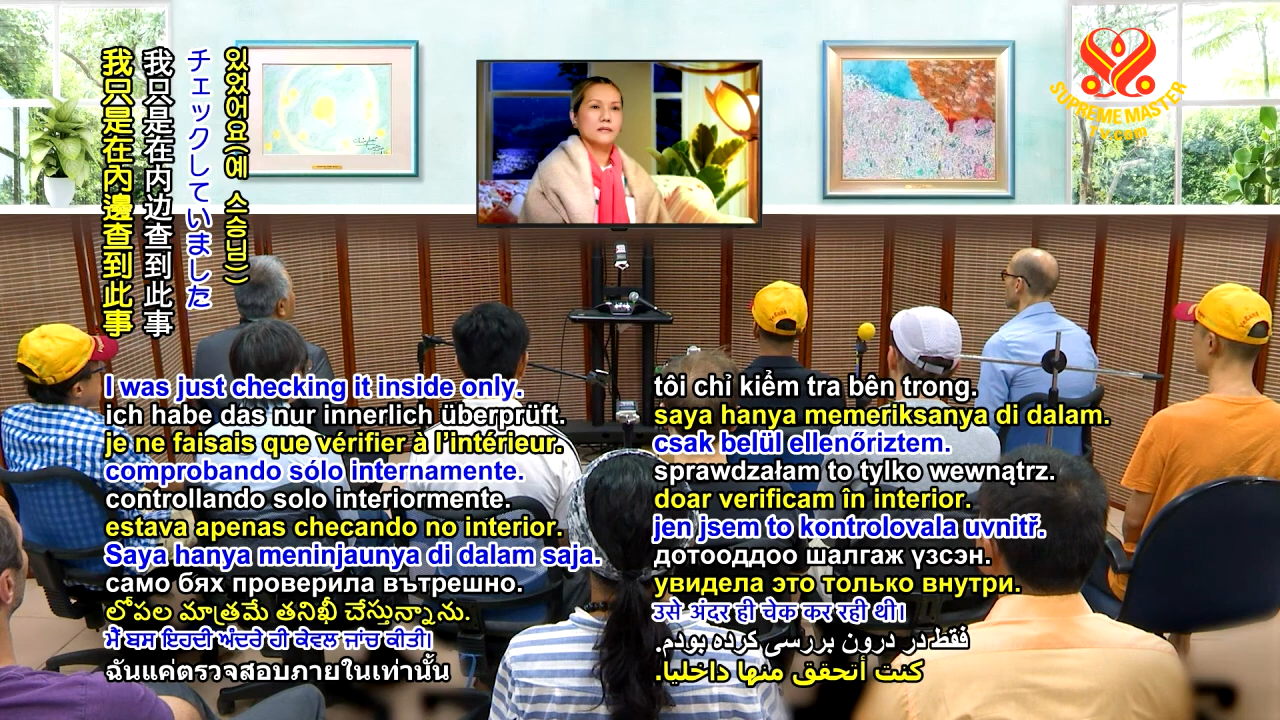 我只是在內邊查到此事
我只是在内边查到此事
チェックしていました
있었어요(예 스승님)
SUPREME MASTER
TV.com
I was just checking it inside only.
ich habe das nur innerlich überprüft.
je ne faisais que vérifier à l'intérieur.
comprobando sólo internamente.
controllando solo interiormente.
estava apenas checando no interior.
Saya hanya meninjaunya di dalam saja.
само бях проверила вътрешно.
లోపల మాత్రమే తనిఖీ చేస్తున్నాను.
ਮੈਂ ਬਸ ਇਹਦੀ ਅੰਦਰੇ ਹੀ ਕੇਵਲ ਜਾਂਚ ਕੀਤੀ।
ฉันแค่ตรวจสอบภายในเท่านั้น
tôi chỉ kiểm tra bên trong.
saya hanya memeriksanya di dalam.
csak belül ellenőriztem.
sprawdzałam to tylko wewnątrz.
doar verificam în interior.
jen jsem to kontrolovala uvnitř.
дотооддоо шалгаж үзсэн.
увидела это только внутри.
उसे अंदर ही चेक कर रही थी।
فقط در درون بررسی کرده بودم.
كنت أتحقق منها داخليا.